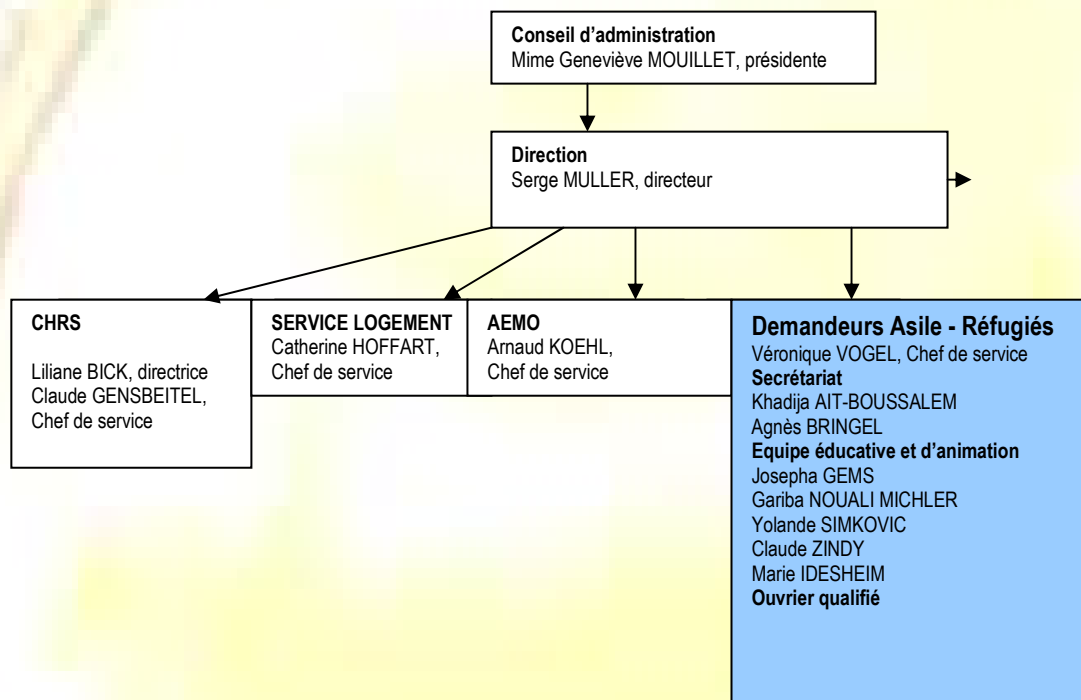 Conseil d’administration
Mime Geneviève MOUILLET, présidente
Direction
Serge MULLER, directeur
CHRS
Liliane BICK, directrice
Claude GENSBEITEL,
Chef de service
SERVICE LOGEMENT
Catherine HOFFART,
Chef de service
AEMO
Arnaud KOEHL,
Chef de service
Demandeurs Asile - Réfugiés
Véronique VOGEL, Chef de service
Secrétariat
Khadija AIT-BOUSSALEM
Agnès BRINGEL
Equipe éducative et d’animation
Josepha GEMS
Gariba NOUALI MICHLER
Yolande SIMKOVIC
Claude ZINDY
Marie IDESHEIM
Ouvrier qualifié